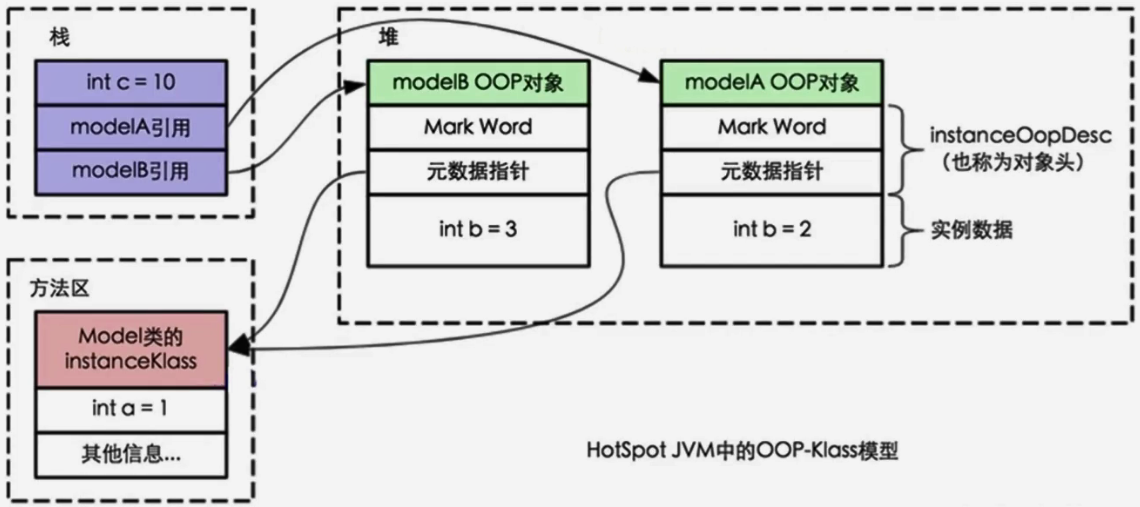 栈
int c = 10
modelA引用
modelB引用
堆
modelB OOP对象
Mark Word
元数据指针
int b = 3
modelA OOP对象
Mark Word
元数据指针
int b = 2
instanceOopDesc
（也称为对象头）
实例数据
方法区
Model类的
instanceKlass
int a = 1
其他信息...
HotSpot JVM中的OOP-Klass模型